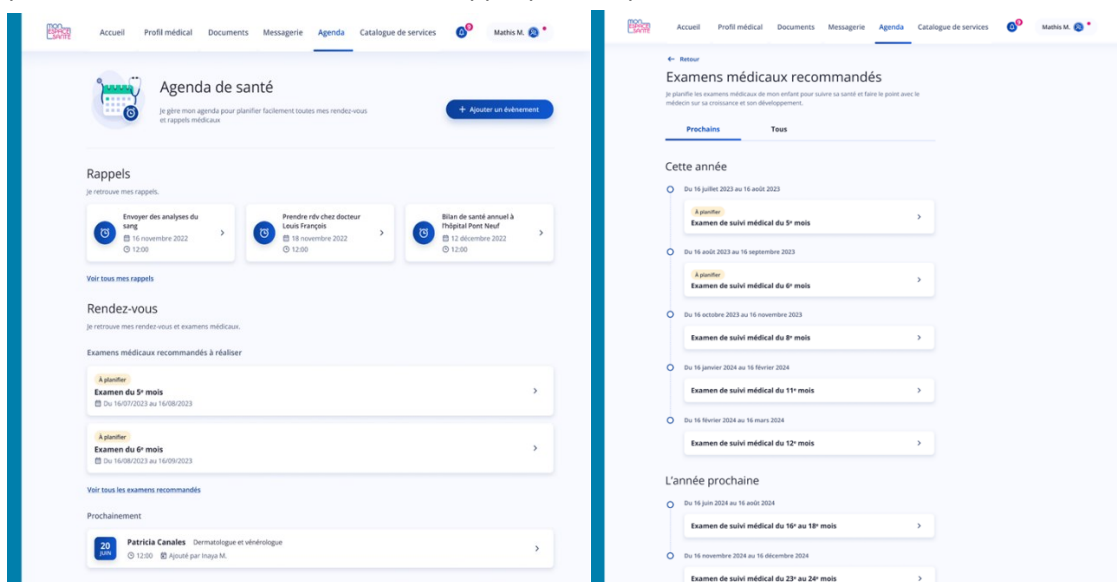 MON
ESPACE
SANTÉ
Accueil Profil médical Documents Messagerie Agenda Catalogue de services Mathis M.
Agenda de santé
Je gère mon agenda pour planifier facilement toutes mes rendez-vous
et rappels médicaux
+ Ajouter un événement
Rappels
Je retrouve mes rappels.
Envoyer des analyses du
sang
16 novembre 2022
12:00
Prendre rdv chez docteur
Louis François
18 novembre 2022
12:00
Bilan de santé annuel à
l'hôpital Pont Neuf
12 décembre 2022
12:00
Voir tous mes rappels
Rendez-vous
Je retrouve mes rendez-vous et examens médicaux.
Examens médicaux recommandés à réaliser
À planifier
Examen du 5e mois
Du 16/07/2023 au 16/08/2023
À planifier
Examen du 6e mois
Du 16/08/2023 au 16/09/2023
Voir tous les examens recommandés
Prochainement
20
JUIN
Patricia Canales Dermatologue et vénérologue
12:00 Ajouté par Inaya M.
MON
ESPACE
SANTÉ
Accueil Profil médical Documents Messagerie Agenda Catalogue de services Mathis M.
← Retour
Examens médicaux recommandés
Je planifie les examens médicaux de mon enfant pour suivre sa santé et faire le point avec le
médecin sur sa croissance et son développement.
Prochains Tous
Cette année
Du 16 juillet 2023 au 16 août 2023
À planifier
Examen de suivi médical du 5e mois
Du 16 août 2023 au 16 septembre 2023
À planifier
Examen de suivi médical du 6e mois
Du 16 octobre 2023 au 16 novembre 2023
Examen de suivi médical du 8e mois
Du 16 janvier 2024 au 16 février 2024
Examen de suivi médical du 11e mois
Du 16 février 2024 au 16 mars 2024
Examen de suivi médical du 12e mois
L'année prochaine
Du 16 juin 2024 au 16 août 2024
Examen de suivi médical du 16e au 18e mois
Du 16 novembre 2024 au 16 décembre 2024
Examen de suivi médical du 23e au 24e mois